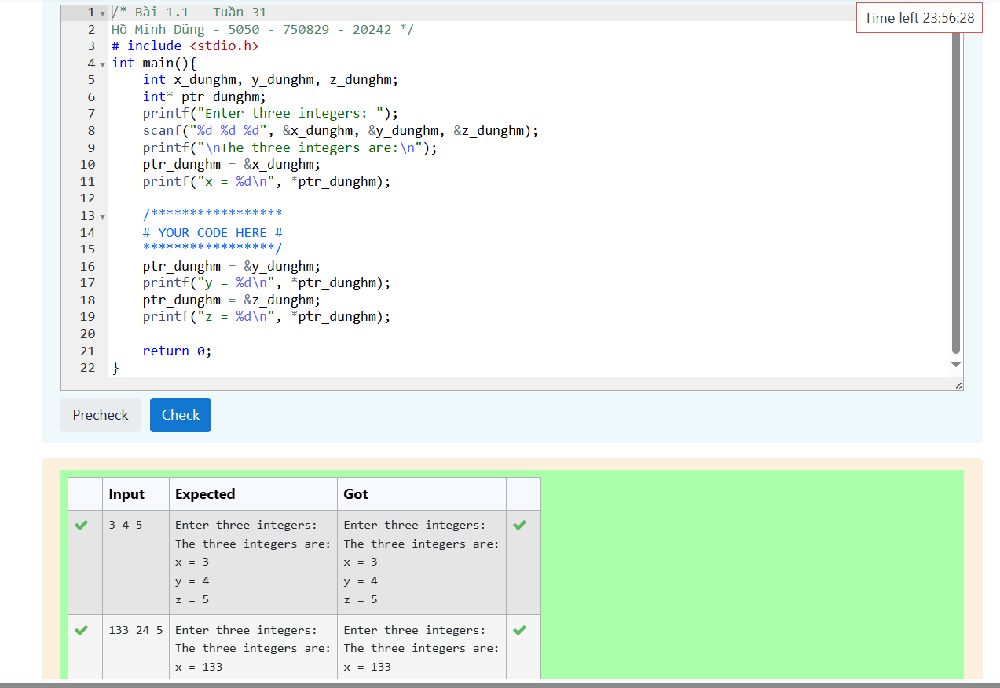 Time left 23:56:28
1 /* Bài 1.1 - Tuần 31
2 Hồ Minh Dũng - 5050 - 750829 - 20242 */
3 # include <stdio.h>
4 int main(){
5     int x_dunghm, y_dunghm, z_dunghm;
6     int* ptr_dunghm;
7     printf("Enter three integers: ");
8     scanf("%d %d %d", &x_dunghm, &y_dunghm, &z_dunghm);
9     printf("\nThe three integers are:\n");
10     ptr_dunghm = &x_dunghm;
11     printf("x = %d\n", *ptr_dunghm);
12
13     /*****************
14     # YOUR CODE HERE #
15     *****************/
16     ptr_dunghm = &y_dunghm;
17     printf("y = %d\n", *ptr_dunghm);
18     ptr_dunghm = &z_dunghm;
19     printf("z = %d\n", *ptr_dunghm);
20
21     return 0;
22 }
Precheck Check
Input Expected Got
3 4 5 Enter three integers: Enter three integers:
The three integers are: The three integers are:
x = 3 x = 3
y = 4 y = 4
z = 5 z = 5
133 24 5 Enter three integers: Enter three integers:
The three integers are: The three integers are:
x = 133 x = 133